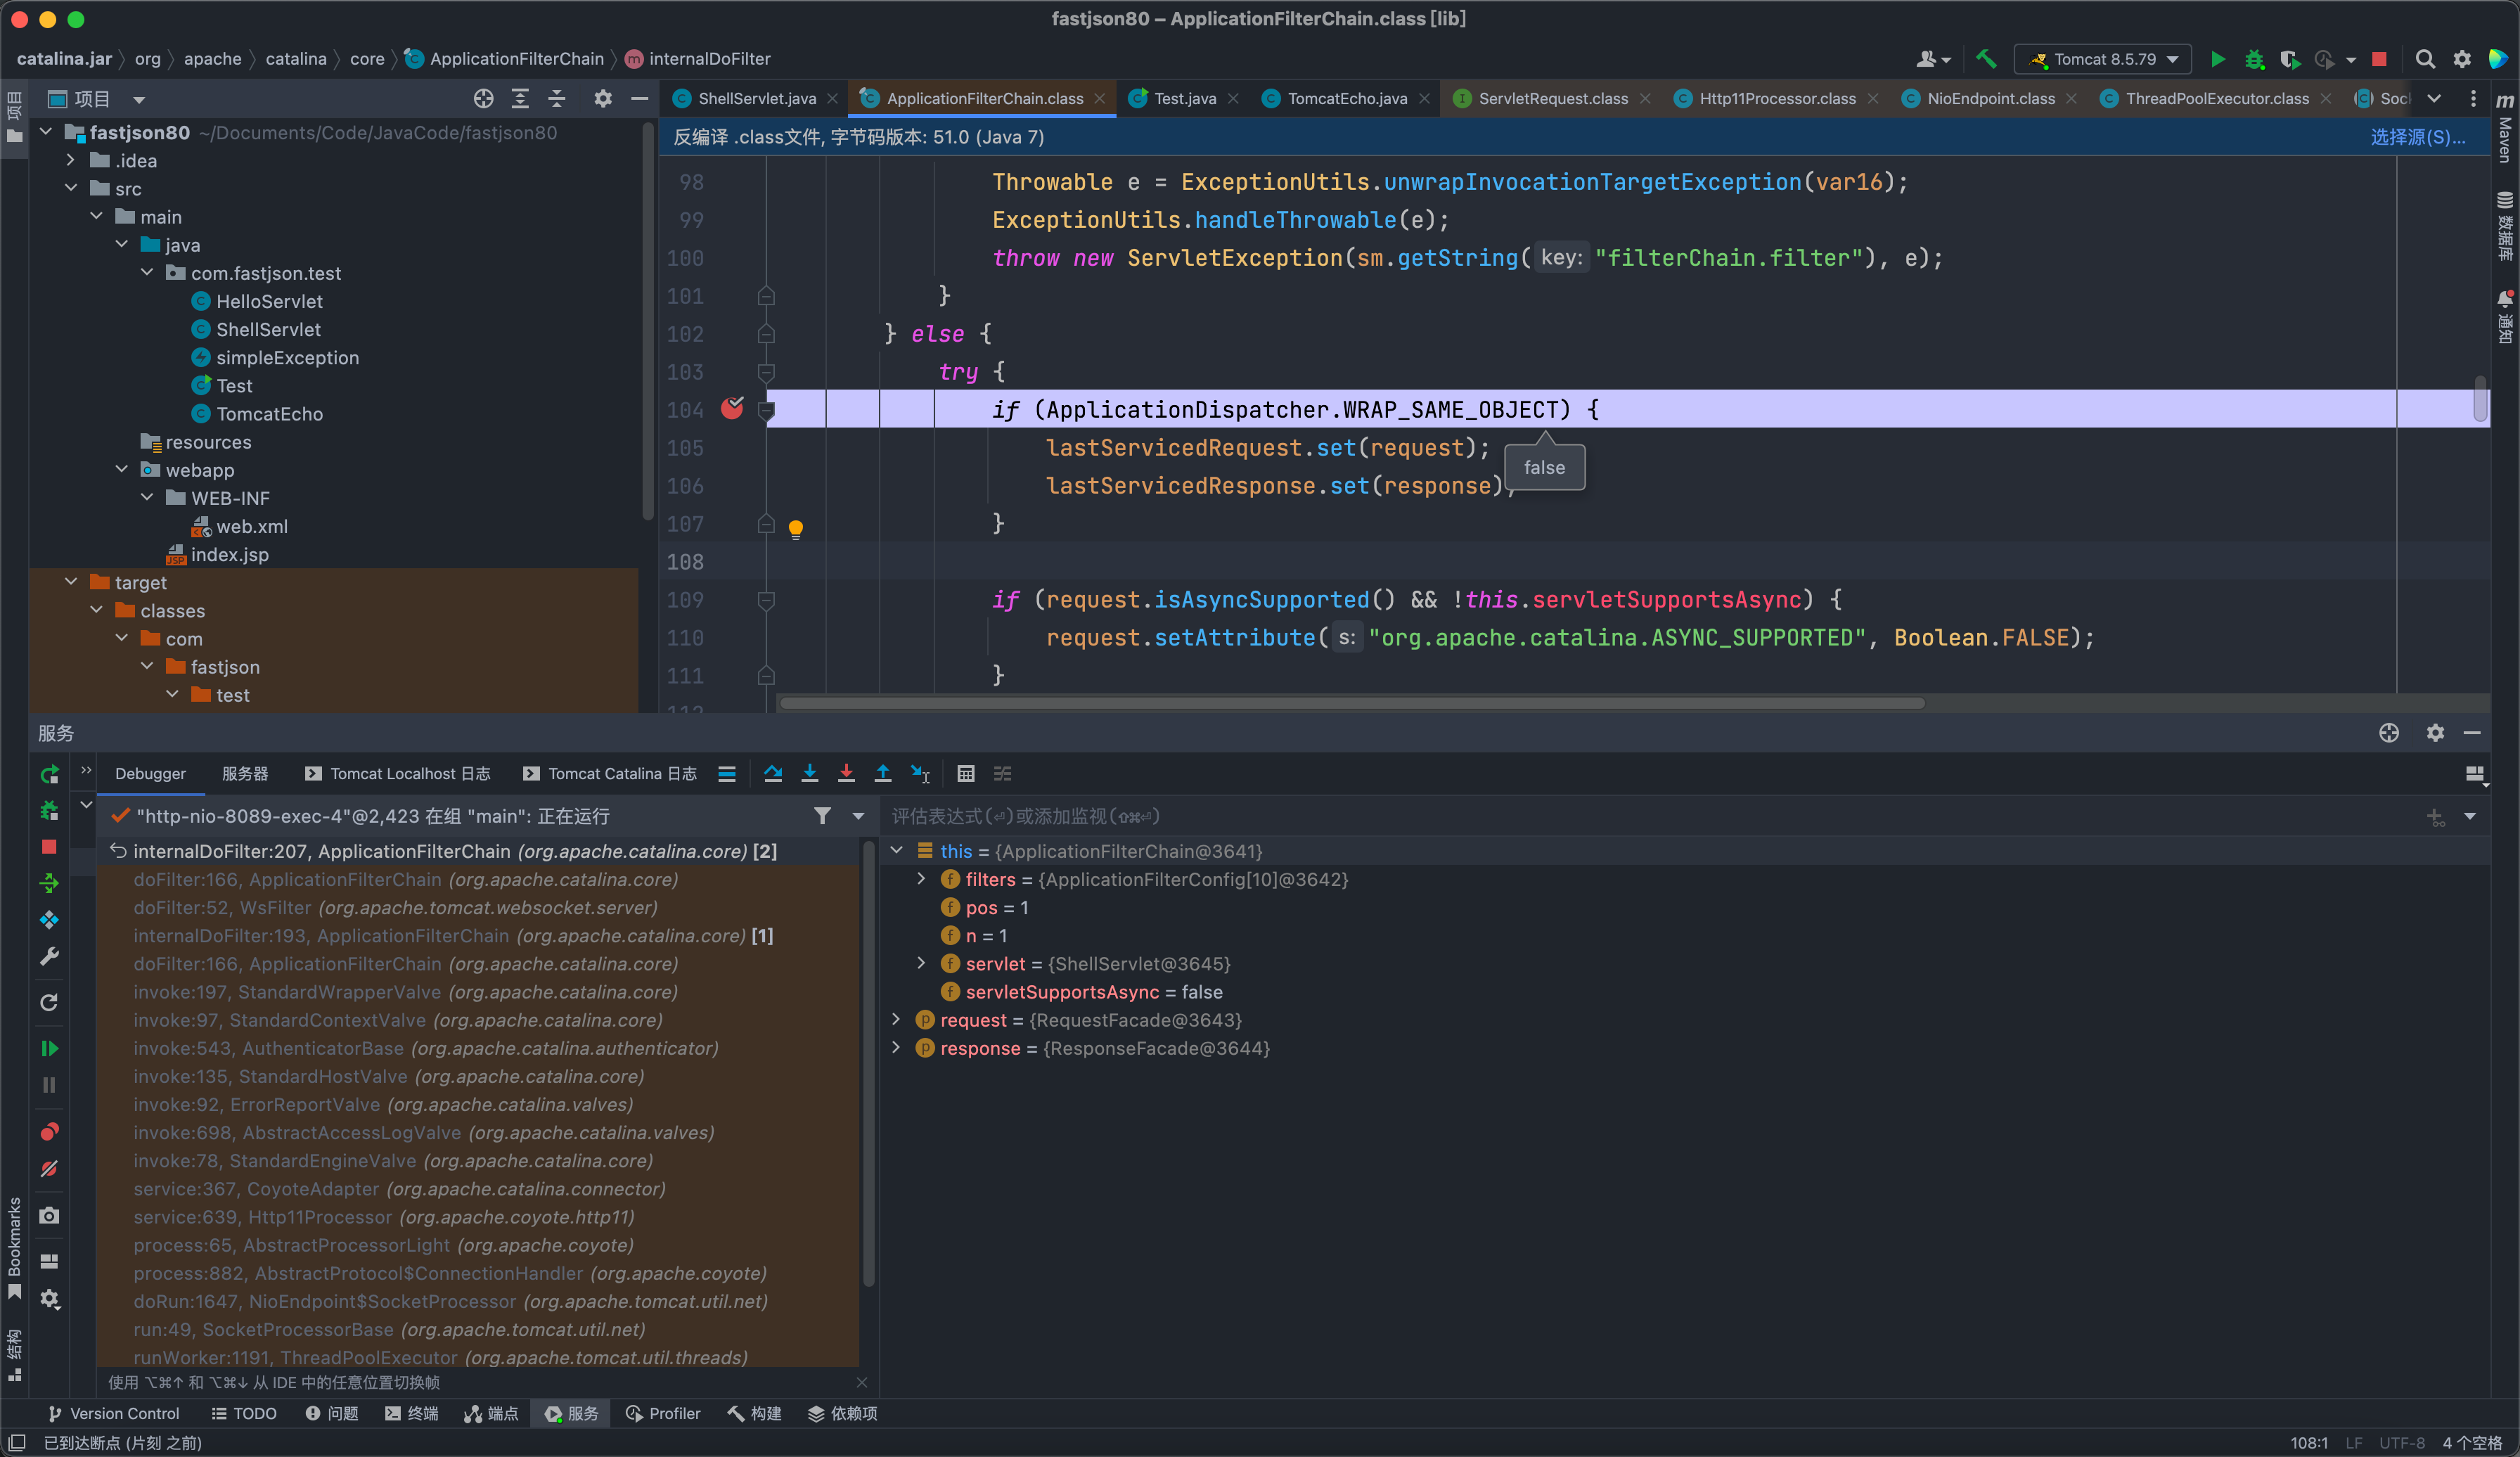 fastjson80 – ApplicationFilterChain.class [lib]
catalina.jar 〉 org 〉 apache 〉 catalina 〉 core 〉 ApplicationFilterChain 〉 internalDoFilter
Tomcat 8.5.79
项目
ShellServlet.java ApplicationFilterChain.class Test.java TomcatEcho.java ServletRequest.class Http11Processor.class NioEndpoint.class ThreadPoolExecutor.class Soc
项目
Maven
数据库
通知
fastjson80 ~/Documents/Code/JavaCode/fastjson80
.idea
src
main
java
com.fastjson.test
HelloServlet
ShellServlet
simpleException
Test
TomcatEcho
resources
webapp
WEB-INF
web.xml
index.jsp
target
classes
com
fastjson
test
反编译 .class文件, 字节码版本: 51.0 (Java 7) 选择源(S)...
98 Throwable e = ExceptionUtils.unwrapInvocationTargetException(var16);
99 ExceptionUtils.handleThrowable(e);
100 throw new ServletException(sm.getString( key: "filterChain.filter"), e);
101 }
102 } else {
103 try {
104 if (ApplicationDispatcher.WRAP_SAME_OBJECT) {
105 lastServicedRequest.set(request);
false
106 lastServicedResponse.set(response);
107 }
108
109 if (request.isAsyncSupported() && !this.servletSupportsAsync) {
110 request.setAttribute( s: "org.apache.catalina.ASYNC_SUPPORTED", Boolean.FALSE);
111 }
服务
Debugger 服务器 Tomcat Localhost 日志 Tomcat Catalina 日志
"http-nio-8089-exec-4"@2,423 在组 "main": 正在运行
internalDoFilter:207, ApplicationFilterChain (org.apache.catalina.core) [2]
doFilter:166, ApplicationFilterChain (org.apache.catalina.core)
doFilter:52, WsFilter (org.apache.tomcat.websocket.server)
internalDoFilter:193, ApplicationFilterChain (org.apache.catalina.core) [1]
doFilter:166, ApplicationFilterChain (org.apache.catalina.core)
invoke:197, StandardWrapperValve (org.apache.catalina.core)
invoke:97, StandardContextValve (org.apache.catalina.core)
invoke:543, AuthenticatorBase (org.apache.catalina.authenticator)
invoke:135, StandardHostValve (org.apache.catalina.core)
invoke:92, ErrorReportValve (org.apache.catalina.valves)
invoke:698, AbstractAccessLogValve (org.apache.catalina.valves)
invoke:78, StandardEngineValve (org.apache.catalina.core)
service:367, CoyoteAdapter (org.apache.catalina.connector)
service:639, Http11Processor (org.apache.coyote.http11)
process:65, AbstractProcessorLight (org.apache.coyote)
process:882, AbstractProtocol$ConnectionHandler (org.apache.coyote)
doRun:1647, NioEndpoint$SocketProcessor (org.apache.tomcat.util.net)
run:49, SocketProcessorBase (org.apache.tomcat.util.net)
runWorker:1191, ThreadPoolExecutor (org.apache.tomcat.util.threads)
使用 ⌥⌘↑ 和 ⌥⌘↓ 从 IDE 中的任意位置切换帧
评估表达式(⏎)或添加监视(⇧⌘⏎)
this = {ApplicationFilterChain@3641}
filters = {ApplicationFilterConfig[10]@3642}
pos = 1
n = 1
servlet = {ShellServlet@3645}
servletSupportsAsync = false
request = {RequestFacade@3643}
response = {ResponseFacade@3644}
Bookmarks
结构
Version Control TODO 问题 终端 端点 服务 Profiler 构建 依赖项
已到达断点 (片刻 之前) 108:1 LF UTF-8 4 个空格